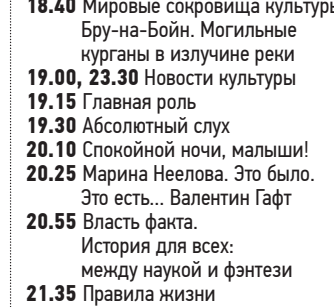 18.40 Мировые сокровища культуры
Бру-на-Бойн. Могильные
курганы в излучине реки
19.00, 23.30 Новости культуры
19.15 Главная роль
19.30 Абсолютный слух
20.10 Спокойной ночи, малыши!
20.25 Марина Неелова. Это было.
Это есть... Валентин Гафт
20.55 Власть факта.
История для всех:
между наукой и фэнтези
21.35 Правила жизни